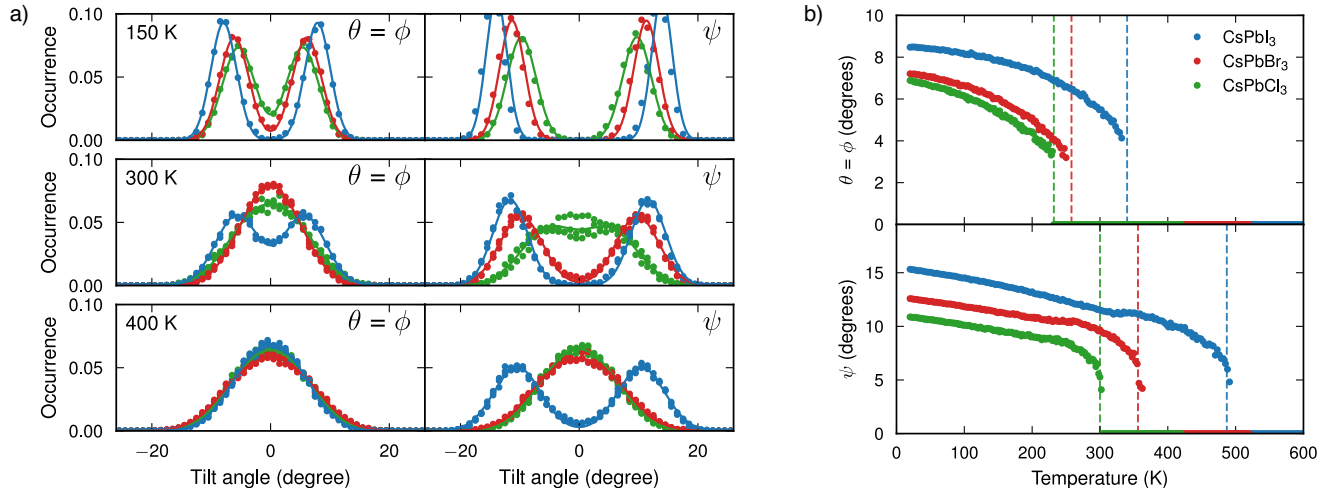 a)
150 K
θ = ϕ
ψ
Occurrence
0.10
0.05
0.00
300 K
θ = ϕ
ψ
Occurrence
0.10
0.05
0.00
400 K
θ = ϕ
ψ
Occurrence
0.10
0.05
0.00
−20 0 20
−20 0 20
Tilt angle (degree)
Tilt angle (degree)
b)
CsPbI₃
CsPbBr₃
CsPbCl₃
θ = ϕ (degrees)
10
8
6
4
2
0
ψ (degrees)
15
10
5
0
0 100 200 300 400 500 600
Temperature (K)